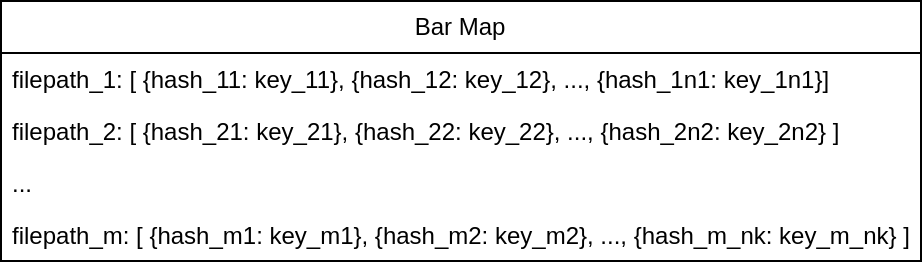 Bar Map
filepath_1: [ {hash_11: key_11}, {hash_12: key_12}, ..., {hash_1n1: key_1n1}]
filepath_2: [ {hash_21: key_21}, {hash_22: key_22}, ..., {hash_2n2: key_2n2} ]
...
filepath_m: [ {hash_m1: key_m1}, {hash_m2: key_m2}, ..., {hash_m_nk: key_m_nk} ]